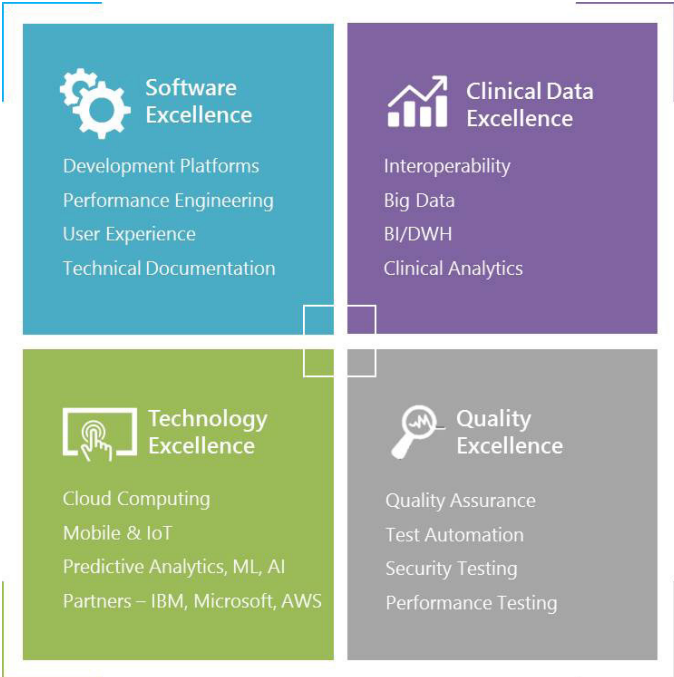 Software
Excellence
Development Platforms
Performance Engineering
User Experience
Technical Documentation
Clinical Data
Excellence
Interoperability
Big Data
BI/DWH
Clinical Analytics
Technology
Excellence
Cloud Computing
Mobile & IoT
Predictive Analytics, ML, AI
Partners – IBM, Microsoft, AWS
Quality
Excellence
Quality Assurance
Test Automation
Security Testing
Performance Testing